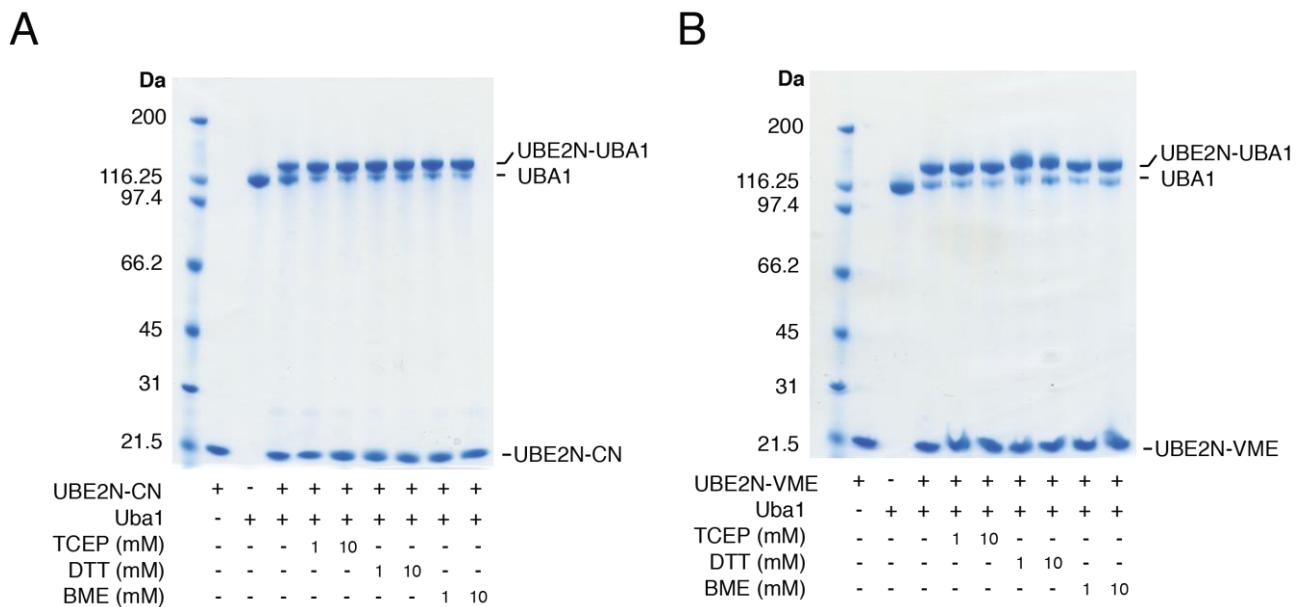 A
Da
200
116.25
97.4
66.2
45
31
21.5
UBE2N-UBA1
UBA1
UBE2N-CN
UBE2N-CN + - + + + + + + +
Uba1 - + + + + + + + +
TCEP (mM) - - - 1 10 - - - -
DTT (mM) - - - - - 1 10 - -
BME (mM) - - - - - - - 1 10
B
Da
200
116.25
97.4
66.2
45
31
21.5
UBE2N-UBA1
UBA1
UBE2N-VME
UBE2N-VME + - + + + + + + +
Uba1 - + + + + + + + +
TCEP (mM) - - - 1 10 - - - -
DTT (mM) - - - - - 1 10 - -
BME (mM) - - - - - - - 1 10